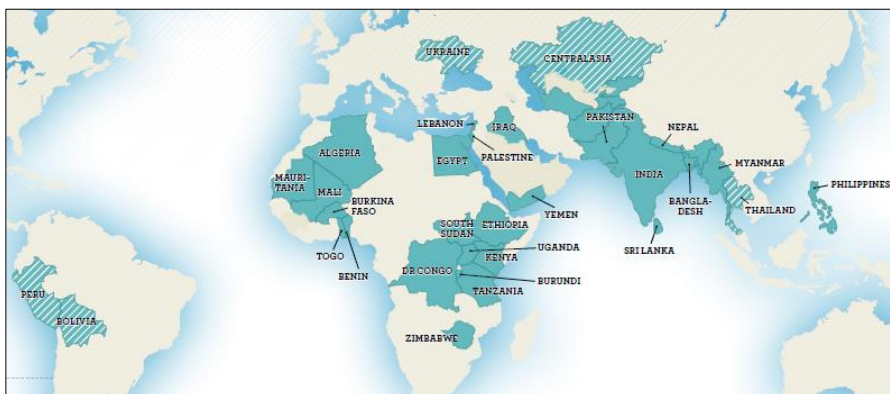 UKRAINE
CENTRALASIA
LEBANON
IRAQ
PAKISTAN
NEPAL
ALGERIA
EGYPT
PALESTINE
INDIA
MYANMAR
MAURI-
TANIA
MALI
BURKINA
FASO
YEMEN
BANGLA-
DESH
THAILAND
PHILIPPINES
SOUTH
SUDAN
ETHIOPIA
TOGO
BENIN
UGANDA
KENYA
SRI LANKA
DR CONGO
BURUNDI
TANZANIA
PERU
BOLIVIA
ZIMBABWE